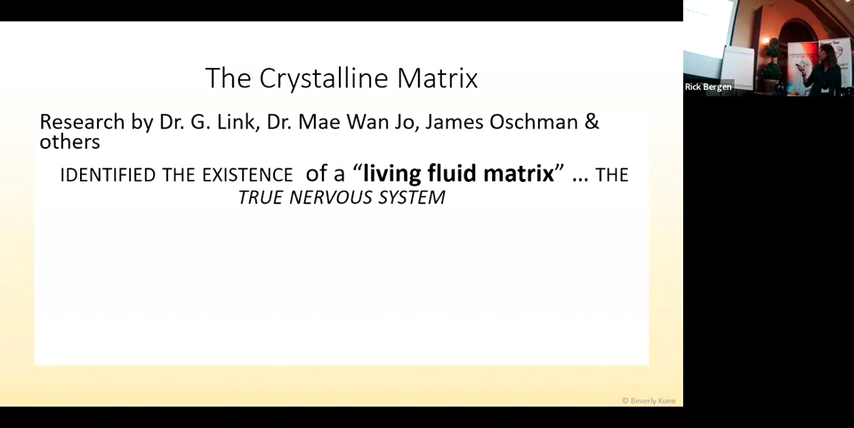 The Crystalline Matrix
Research by Dr. G. Link, Dr. Mae Wan Jo, James Oschman &
others
IDENTIFIED THE EXISTENCE of a “living fluid matrix” ... THE
TRUE NERVOUS SYSTEM
© Beverly Kune
Rick Bergen